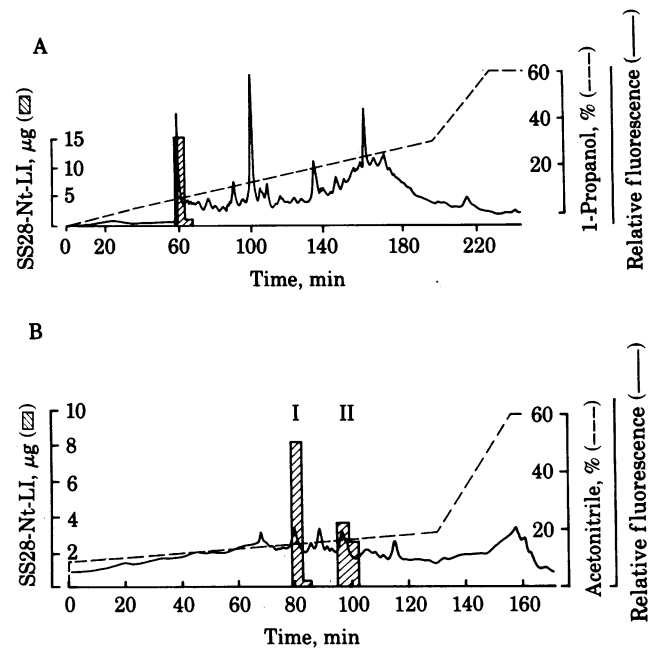 A
SS28-Nt-LI, µg (▨)
15
10
5
0
60
40
20
1-Propanol, % (---)
Relative fluorescence (—)
0 20 60 100 140 180 220
Time, min
B
SS28-Nt-LI, µg (▨)
10
8
6
4
2
I II
60
40
20
0
Acetonitrile, % (---)
Relative fluorescence (—)
0 20 40 60 80 100 120 140 160
Time, min